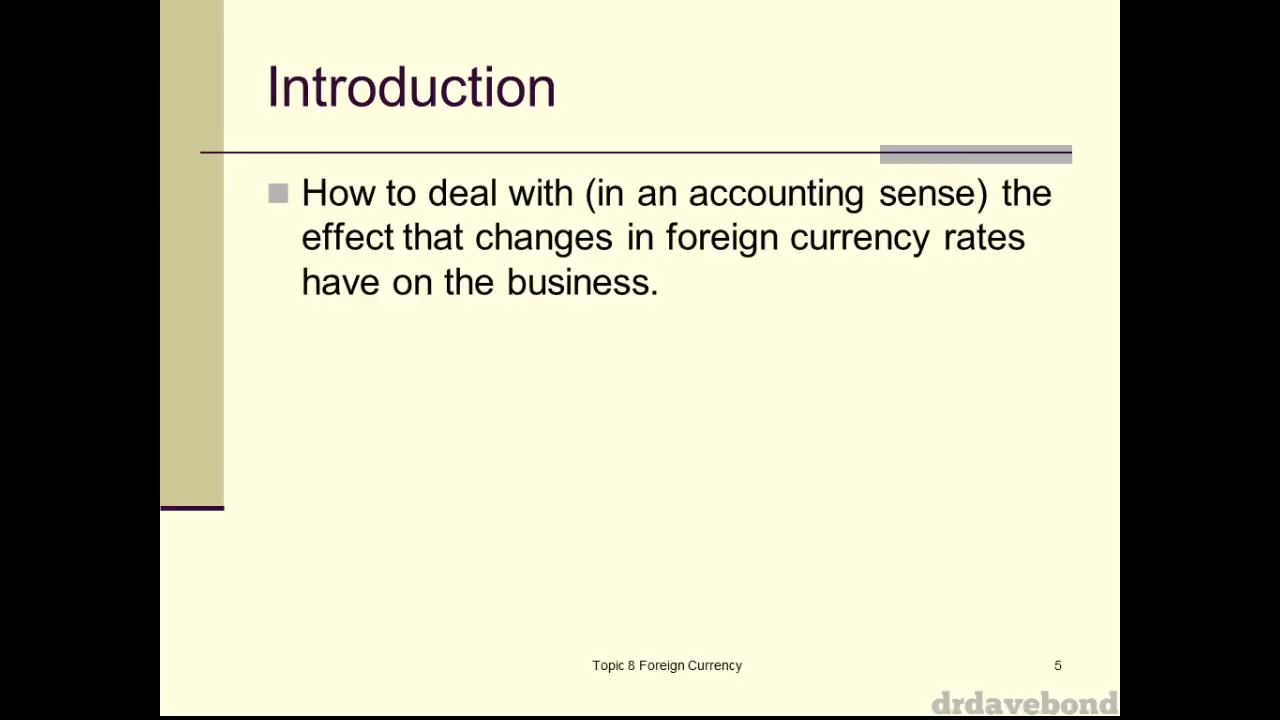 Introduction
How to deal with (in an accounting sense) the
effect that changes in foreign currency rates
have on the business.
Topic 8 Foreign Currency
5
drdavebond